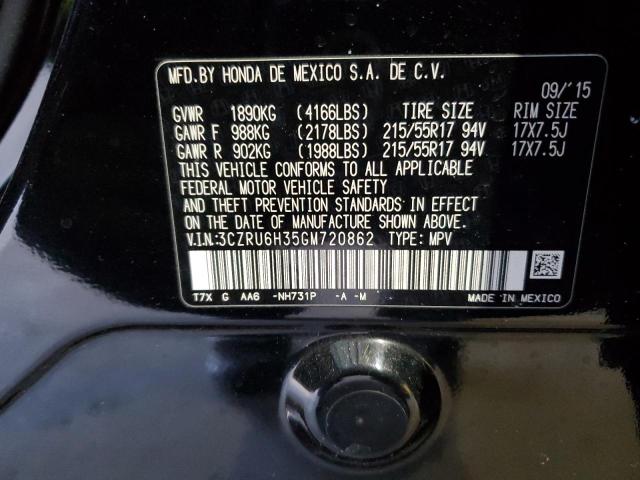 MFD.BY HONDA DE MEXICO S.A. DE C.V.
09/´15
GVWR 1890KG (4166LBS) TIRE SIZE RIM SIZE
GAWR F 988KG (2178LBS) 215/55R17 94V 17X7.5J
GAWR R 902KG (1988LBS) 215/55R17 94V 17X7.5J
THIS VEHICLE CONFORMS TO ALL APPLICABLE
FEDERAL MOTOR VEHICLE SAFETY
AND THEFT PREVENTION STANDARDS IN EFFECT
ON THE DATE OF MANUFACTURE SHOWN ABOVE.
V.I.N:3CZRU6H35GM720862 TYPE: MPV
T7X G AA6 -NH731P -A -M MADE IN MEXICO